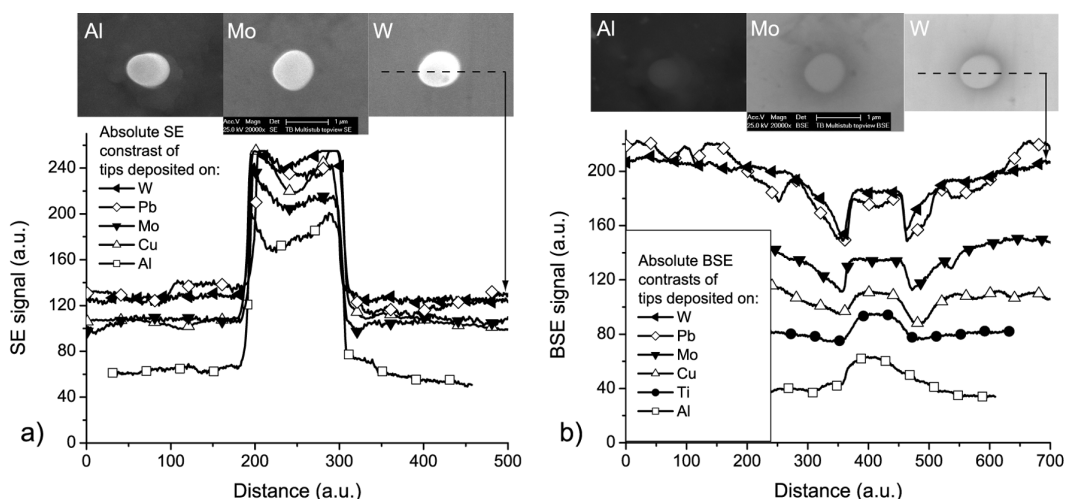 Al Mo W
Acc.V Magn Det 1 µm
25.0 kV 20000x SE TB Multistub topview SE
Absolute SE
constrast of
tips deposited on:
W
Pb
Mo
Cu
Al
SE signal (a.u.)
240
200
160
120
80
40
0
0 100 200 300 400 500
Distance (a.u.)
a)
Al Mo W
Acc.V Magn Det 1 µm
25.0 kV 20000x BSE TB Multistub topview BSE
Absolute BSE
contrasts of
tips deposited on:
W
Pb
Mo
Cu
Ti
Al
BSE signal (a.u.)
200
160
120
80
40
0
0 100 200 300 400 500 600 700
Distance (a.u.)
b)